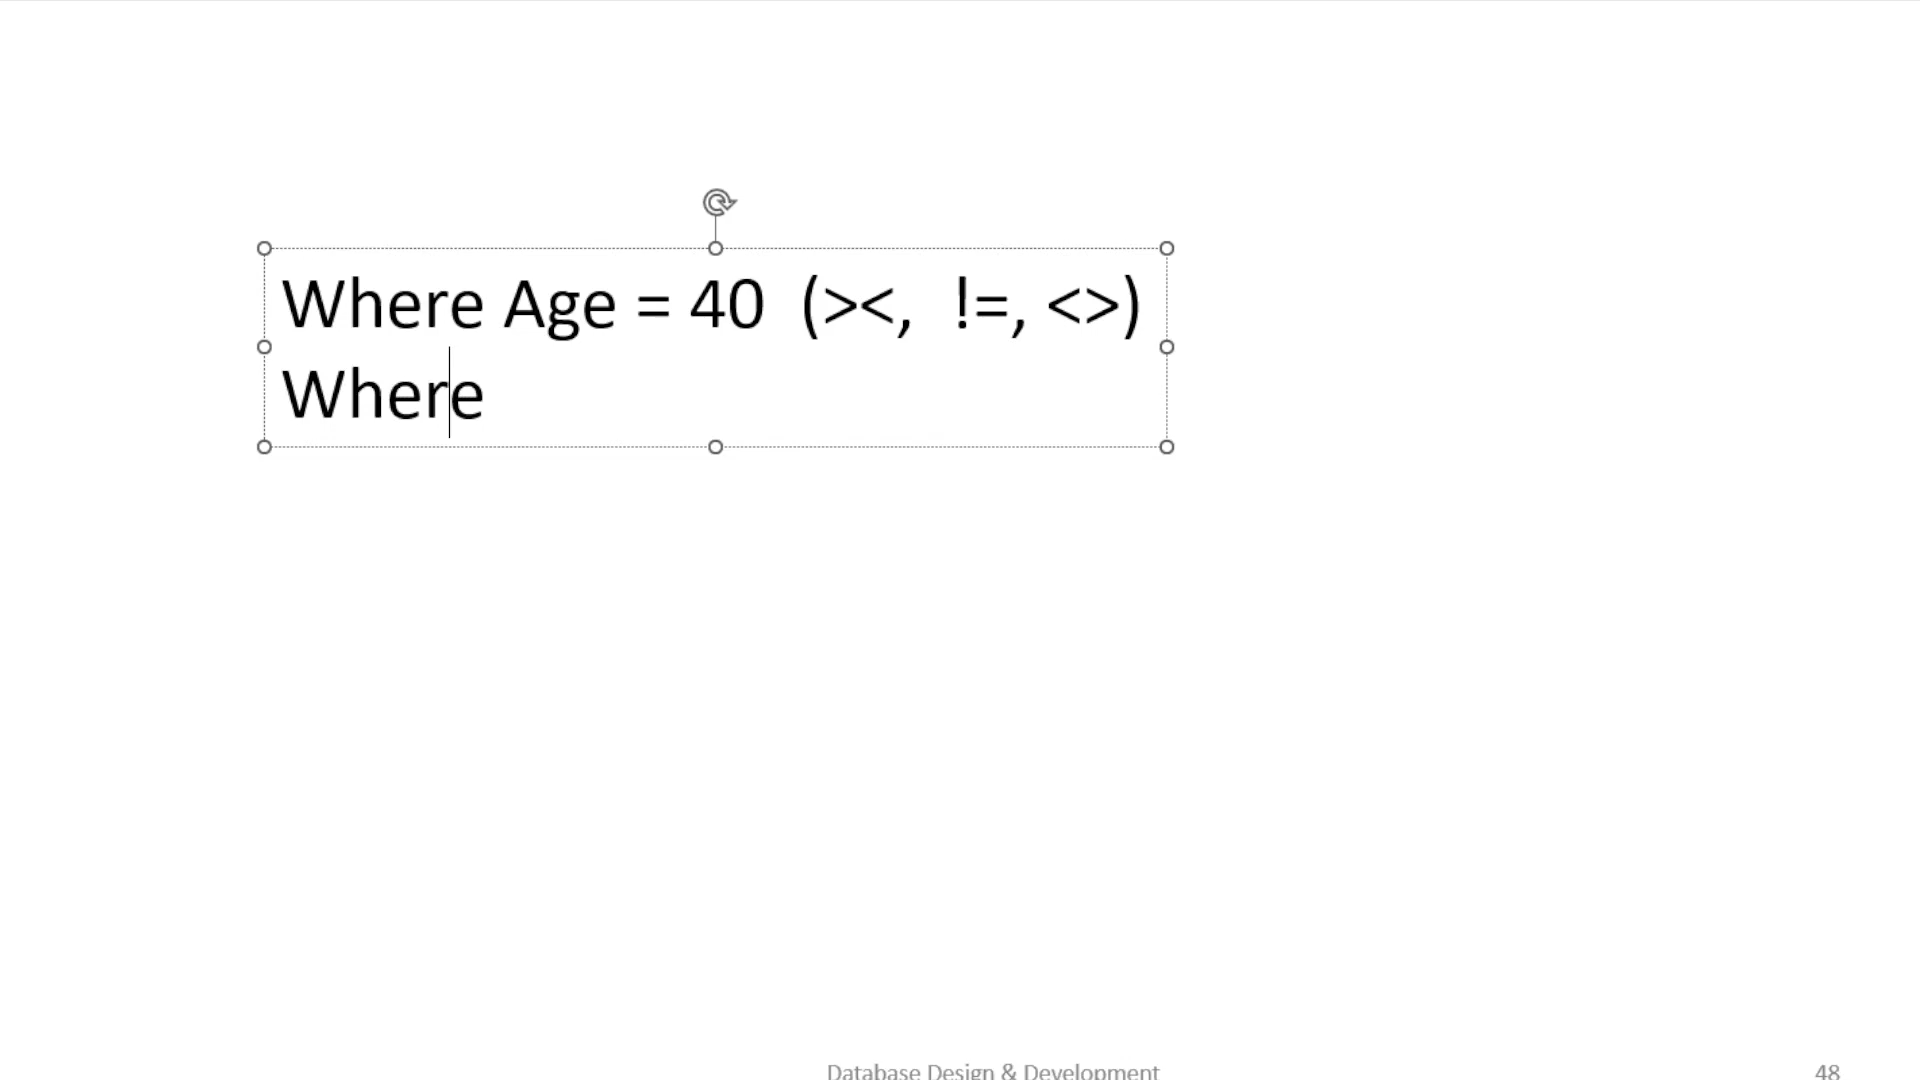 Where Age = 40  (><,  !=, <>)
Where
Database Design & Development
48